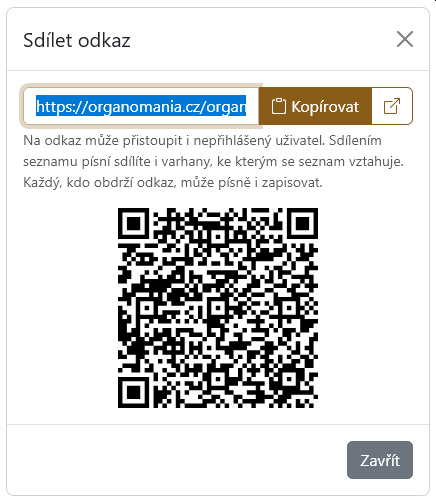 Sdílet odkaz
https://organomania.cz/organ
Kopírovat
Na odkaz může přistoupit i nepřihlášený uživatel. Sdílením
seznamu písní sdílíte i varhany, ke kterým se seznam vztahuje.
Každý, kdo obdrží odkaz, může písně i zapisovat.
Zavřít